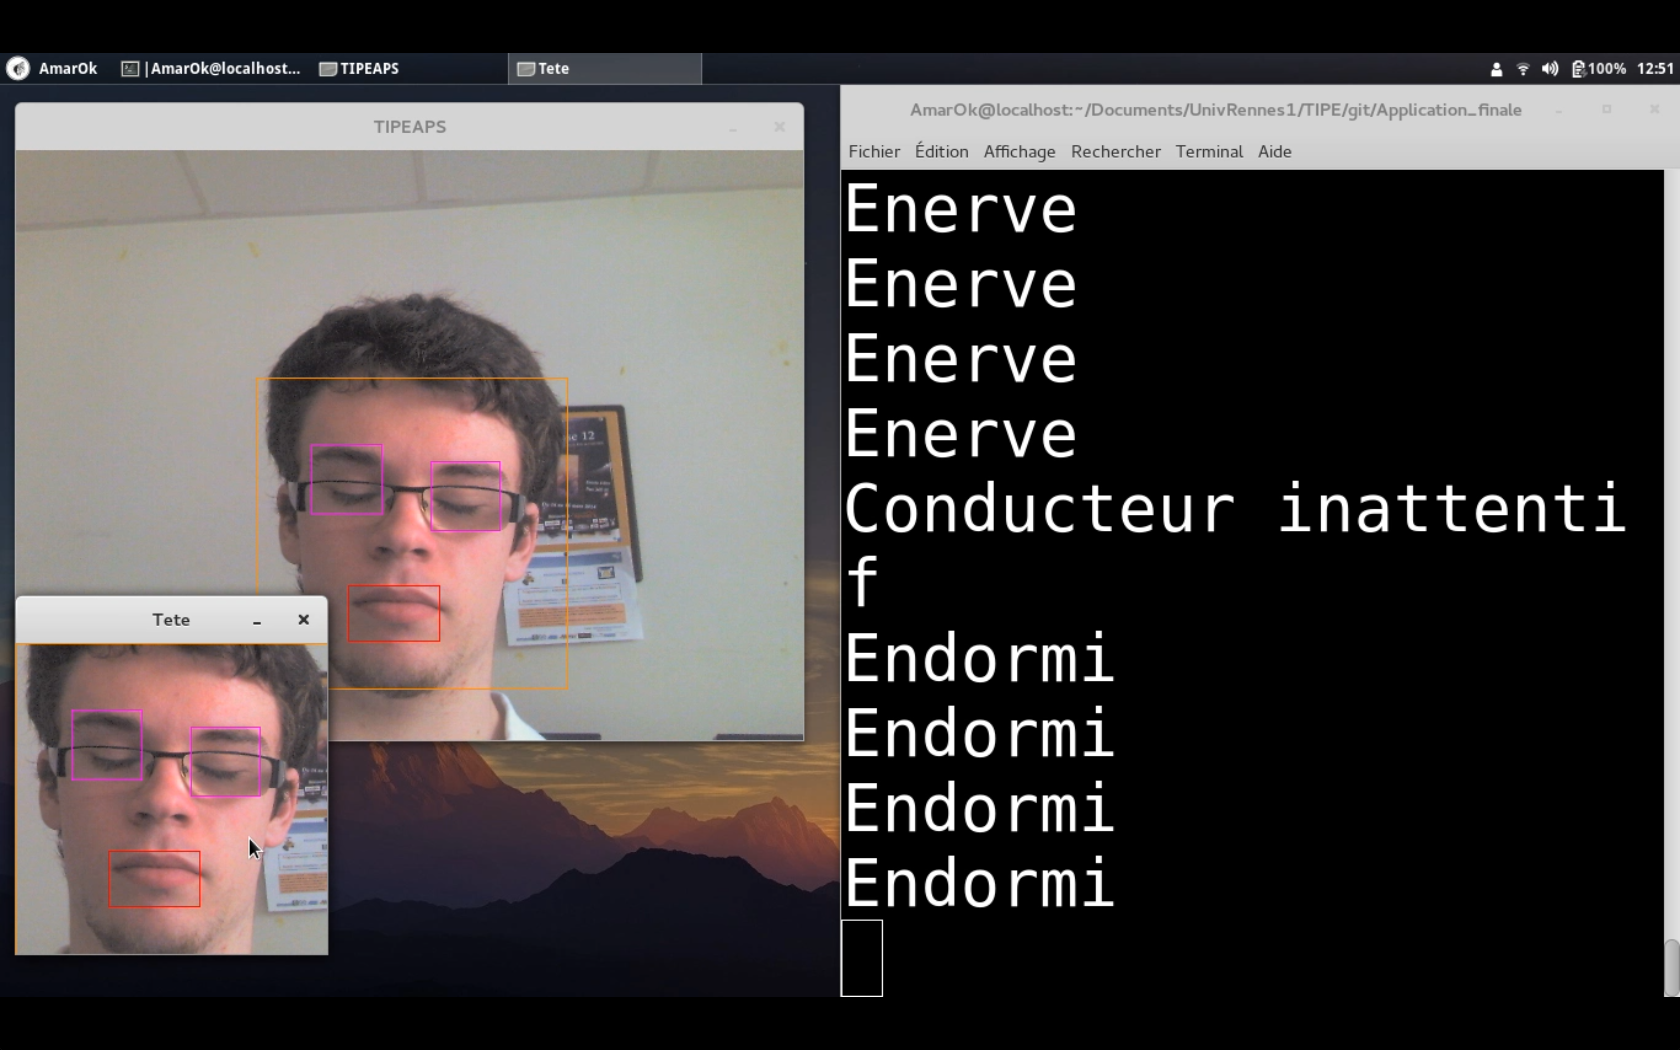 AmarOk
|AmarOk@localhost...
TIPEAPS
Tete
100%
12:51
TIPEAPS
AmarOk@localhost:~/Documents/UnivRennes1/TIPE/git/Application_finale
Fichier Édition Affichage Rechercher Terminal Aide
Enerve
Enerve
Enerve
Enerve
Conducteur inattenti
f
Endormi
Endormi
Endormi
Endormi
Tete